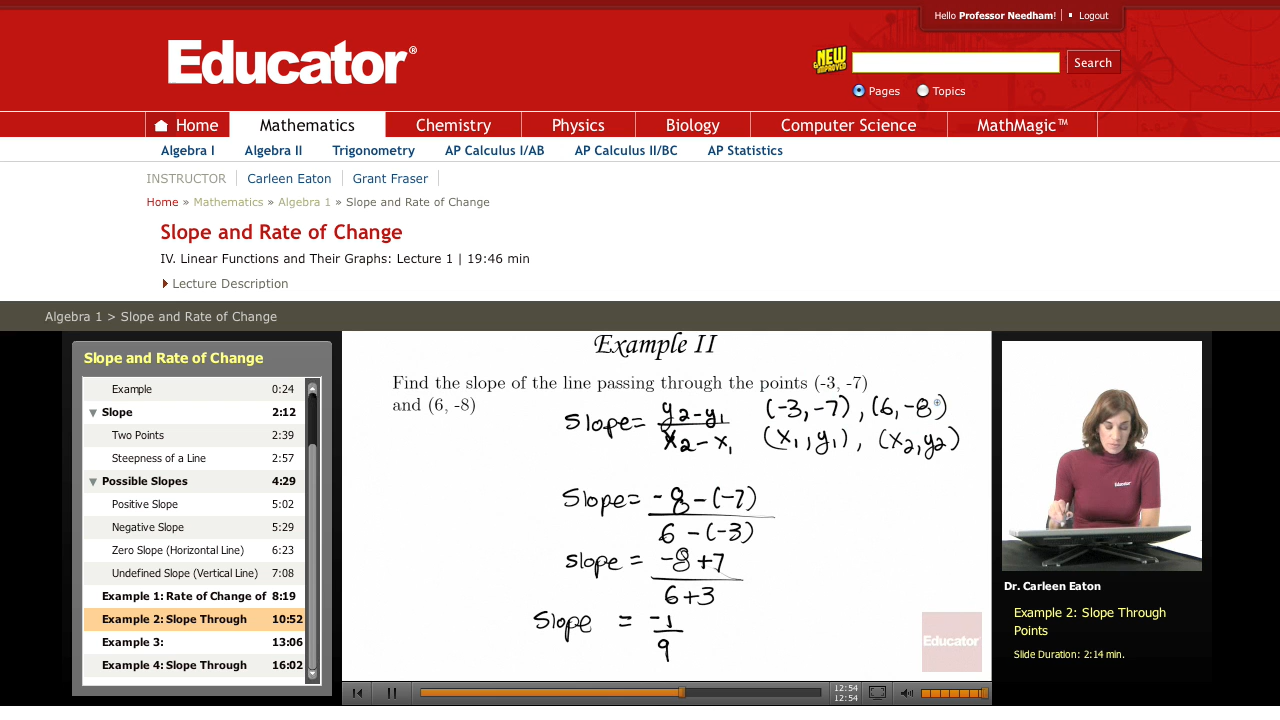 Hello Professor Needham! | ▪ Logout
Educator®
NEW & IMPROVED
Search
Pages Topics
Home Mathematics Chemistry Physics Biology Computer Science MathMagic™
Algebra I Algebra II Trigonometry AP Calculus I/AB AP Calculus II/BC AP Statistics
INSTRUCTOR Carleen Eaton Grant Fraser
Home » Mathematics » Algebra 1 » Slope and Rate of Change
Slope and Rate of Change
IV. Linear Functions and Their Graphs: Lecture 1 | 19:46 min
Lecture Description
Algebra 1 > Slope and Rate of Change
Slope and Rate of Change
Example 0:24
Slope 2:12
Two Points 2:39
Steepness of a Line 2:57
Possible Slopes 4:29
Positive Slope 5:02
Negative Slope 5:29
Zero Slope (Horizontal Line) 6:23
Undefined Slope (Vertical Line) 7:08
Example 1: Rate of Change of 8:19
Example 2: Slope Through 10:52
Example 3: 13:06
Example 4: Slope Through 16:02
Example II
Find the slope of the line passing through the points (-3, -7)
and (6, -8)
Slope = y2 - y1 (-3, -7), (6, -8)
x2 - x1 (x1, y1), (x2, y2)
Slope = -8 - (-7)
6 - (-3)
slope = -8 + 7
6 + 3
Slope = -1
9
Educator
12:54
12:54
Educator
Dr. Carleen Eaton
Example 2: Slope Through
Points
Slide Duration: 2:14 min.